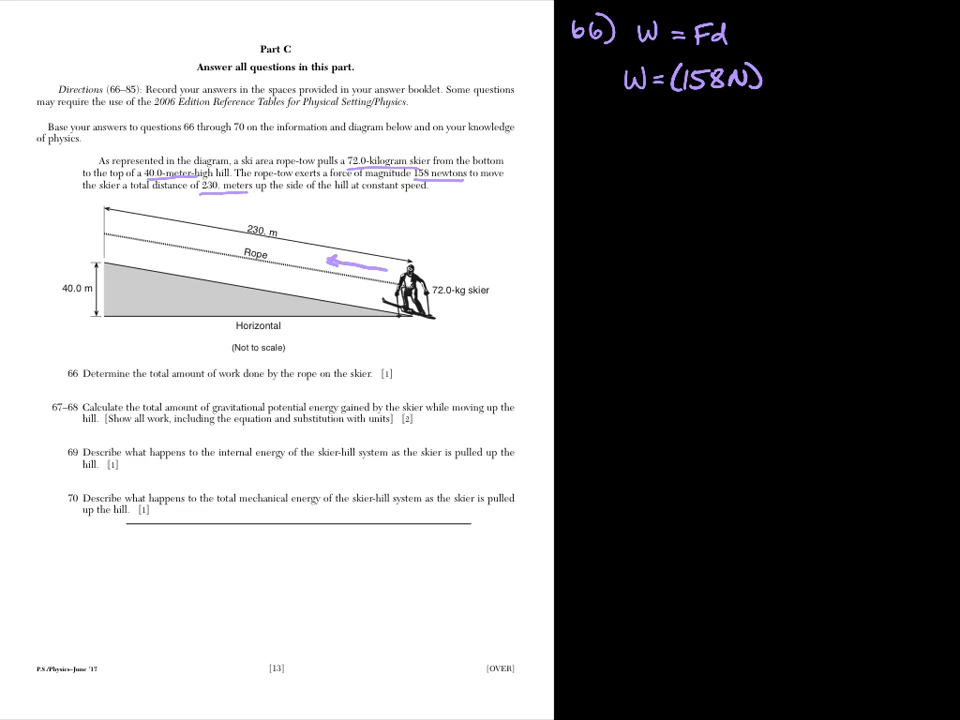 Part C
Answer all questions in this part.
Directions (66–85): Record your answers in the spaces provided in your answer booklet. Some questions
may require the use of the 2006 Edition Reference Tables for Physical Setting/Physics.
Base your answers to questions 66 through 70 on the information and diagram below and on your knowledge
of physics.
As represented in the diagram, a ski area rope-tow pulls a 72.0-kilogram skier from the bottom
to the top of a 40.0-meter-high hill. The rope-tow exerts a force of magnitude 158 newtons to move
the skier a total distance of 230. meters up the side of the hill at constant speed.
230. m
Rope
40.0 m
72.0-kg skier
Horizontal
(Not to scale)
66 Determine the total amount of work done by the rope on the skier. [1]
67–68 Calculate the total amount of gravitational potential energy gained by the skier while moving up the
hill. [Show all work, including the equation and substitution with units] [2]
69 Describe what happens to the internal energy of the skier-hill system as the skier is pulled up the
hill. [1]
70 Describe what happens to the total mechanical energy of the skier-hill system as the skier is pulled
up the hill. [1]
P.S./Physics–June '17
[13]
[OVER]
66) W = Fd
W = (158N)